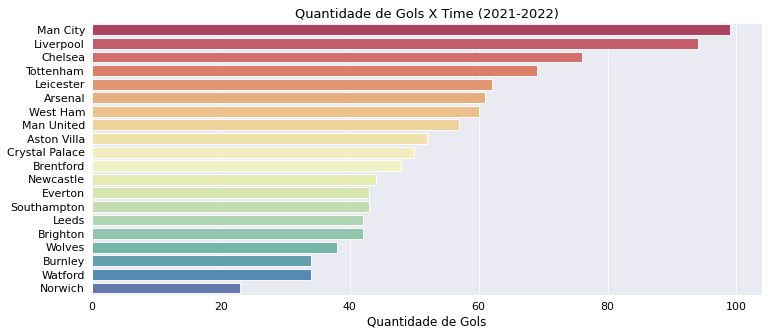 Quantidade de Gols X Time (2021-2022)
Man City
Liverpool
Chelsea
Tottenham
Leicester
Arsenal
West Ham
Man United
Aston Villa
Crystal Palace
Brentford
Newcastle
Everton
Southampton
Leeds
Brighton
Wolves
Burnley
Watford
Norwich
0 20 40 60 80 100
Quantidade de Gols